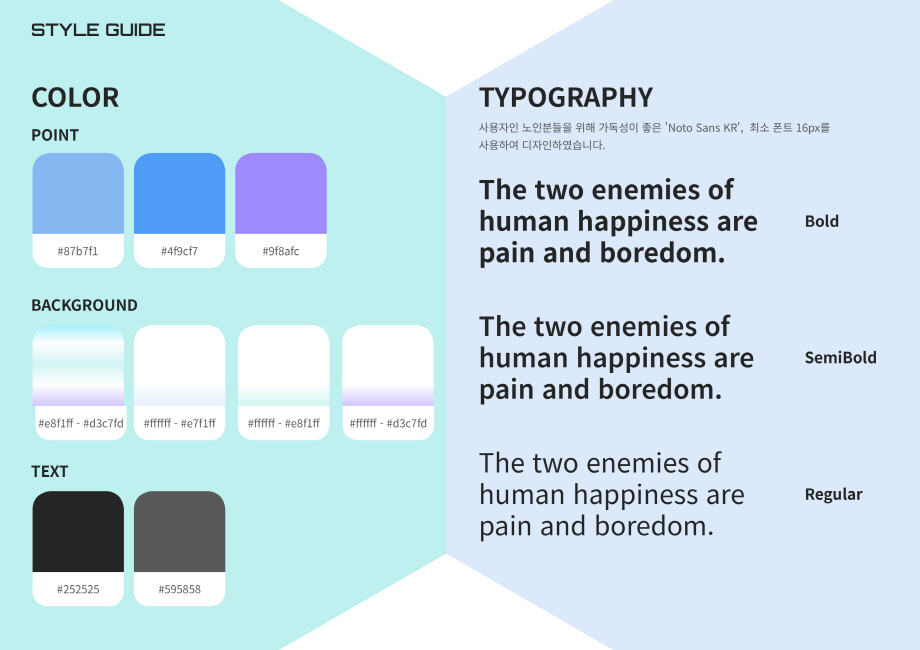 STYLE GUIDE
COLOR
POINT
#87b7f1
#4f9cf7
#9f8afc
BACKGROUND
#e8f1ff - #d3c7fd
#ffffff - #e7f1ff
#ffffff - #e8f1ff
#ffffff - #d3c7fd
TEXT
#252525
#595858
TYPOGRAPHY
사용자인 노인분들을 위해 가독성이 좋은 'Noto Sans KR', 최소 폰트 16px를
사용하여 디자인하였습니다.
The two enemies of
human happiness are
pain and boredom.
Bold
The two enemies of
human happiness are
pain and boredom.
SemiBold
The two enemies of
human happiness are
pain and boredom.
Regular